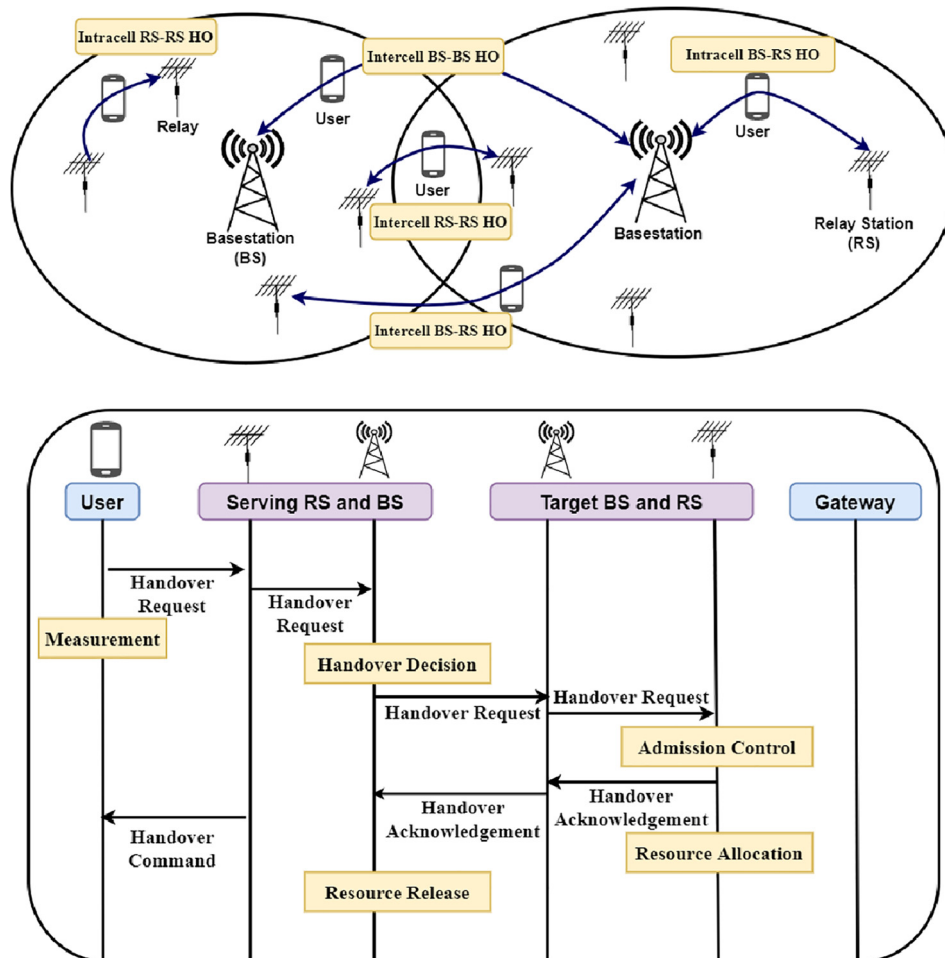 Intracell RS-RS HO
Intercell BS-BS HO
Intracell BS-RS HO
User
Relay
User
User
Basestation
(BS)
Intercell RS-RS HO
Basestation
Relay Station
(RS)
Intercell BS-RS HO
User
Serving RS and BS
Target BS and RS
Gateway
Handover
Request
Handover
Request
Measurement
Handover Decision
Handover Request
Handover Request
Admission Control
Handover
Acknowledgement
Handover
Acknowledgement
Handover
Command
Resource Allocation
Resource Release